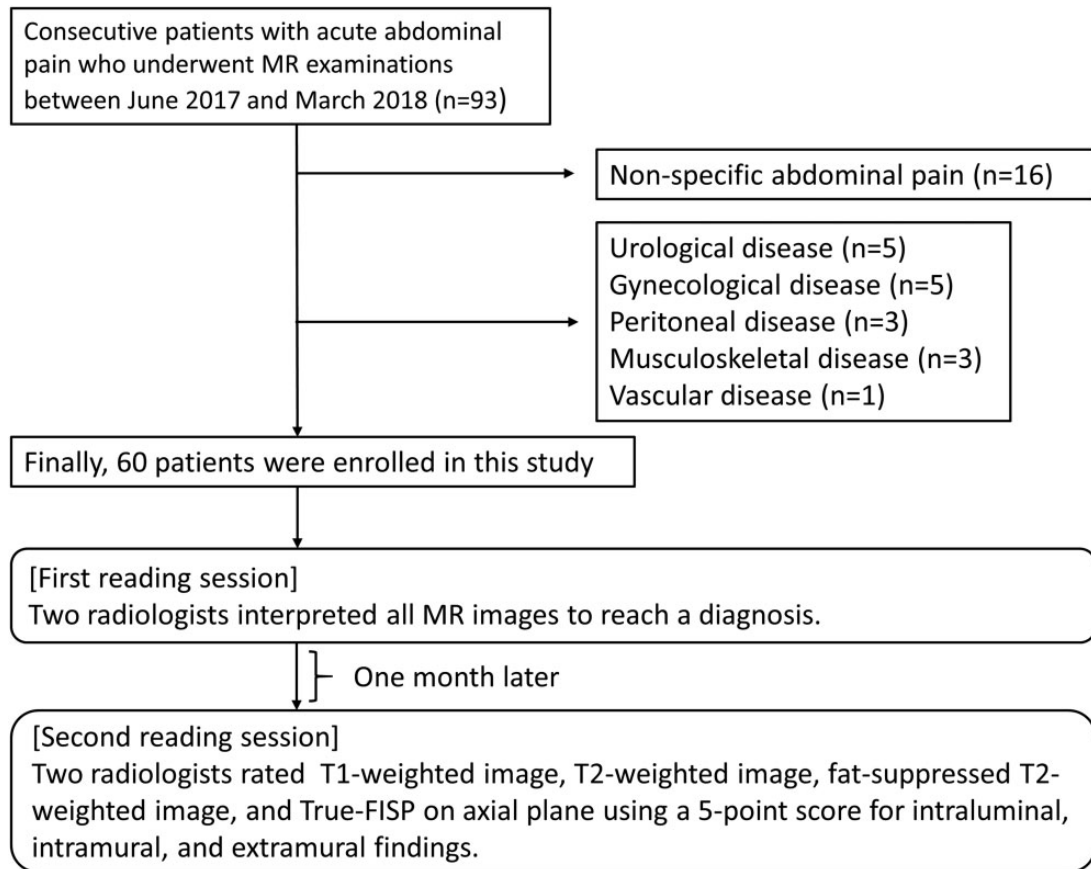 Consecutive patients with acute abdominal
pain who underwent MR examinations
between June 2017 and March 2018 (n=93)
Non-specific abdominal pain (n=16)
Urological disease (n=5)
Gynecological disease (n=5)
Peritoneal disease (n=3)
Musculoskeletal disease (n=3)
Vascular disease (n=1)
Finally, 60 patients were enrolled in this study
[First reading session]
Two radiologists interpreted all MR images to reach a diagnosis.
One month later
[Second reading session]
Two radiologists rated T1-weighted image, T2-weighted image, fat-suppressed T2-
weighted image, and True-FISP on axial plane using a 5-point score for intraluminal,
intramural, and extramural findings.